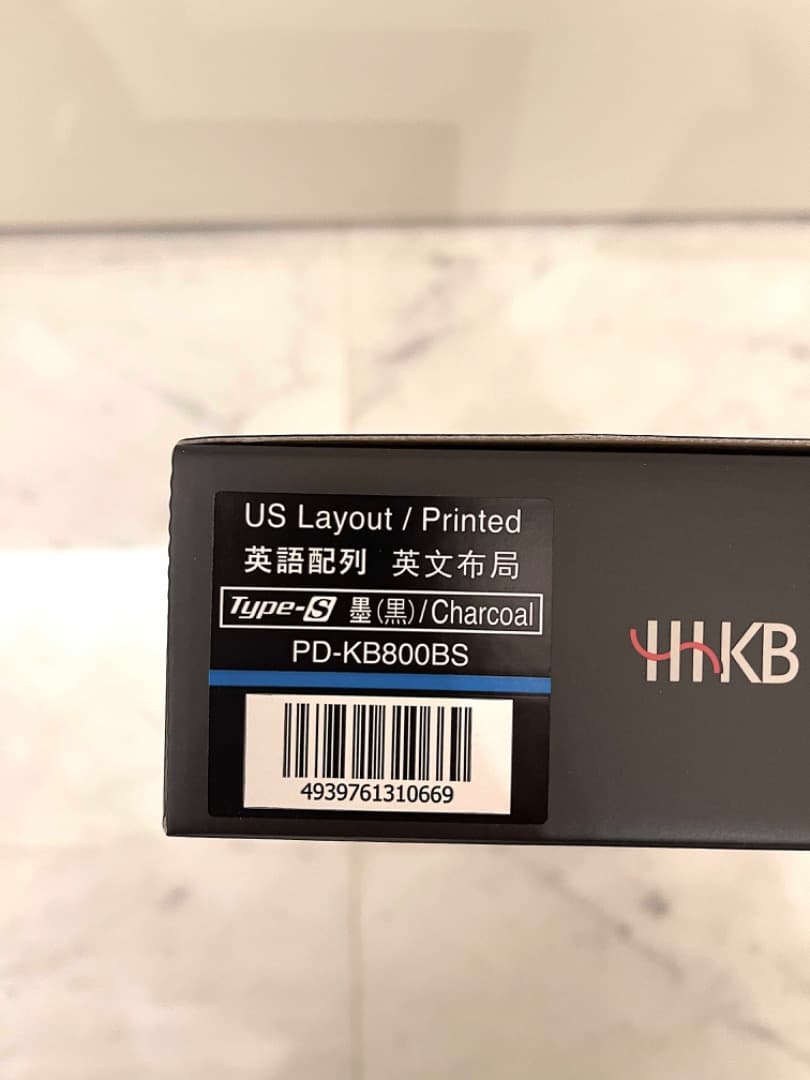 US Layout / Printed
英語配列 英文布局
Type-S 墨(黒)/Charcoal
PD-KB800BS
4939761310669
HHKB